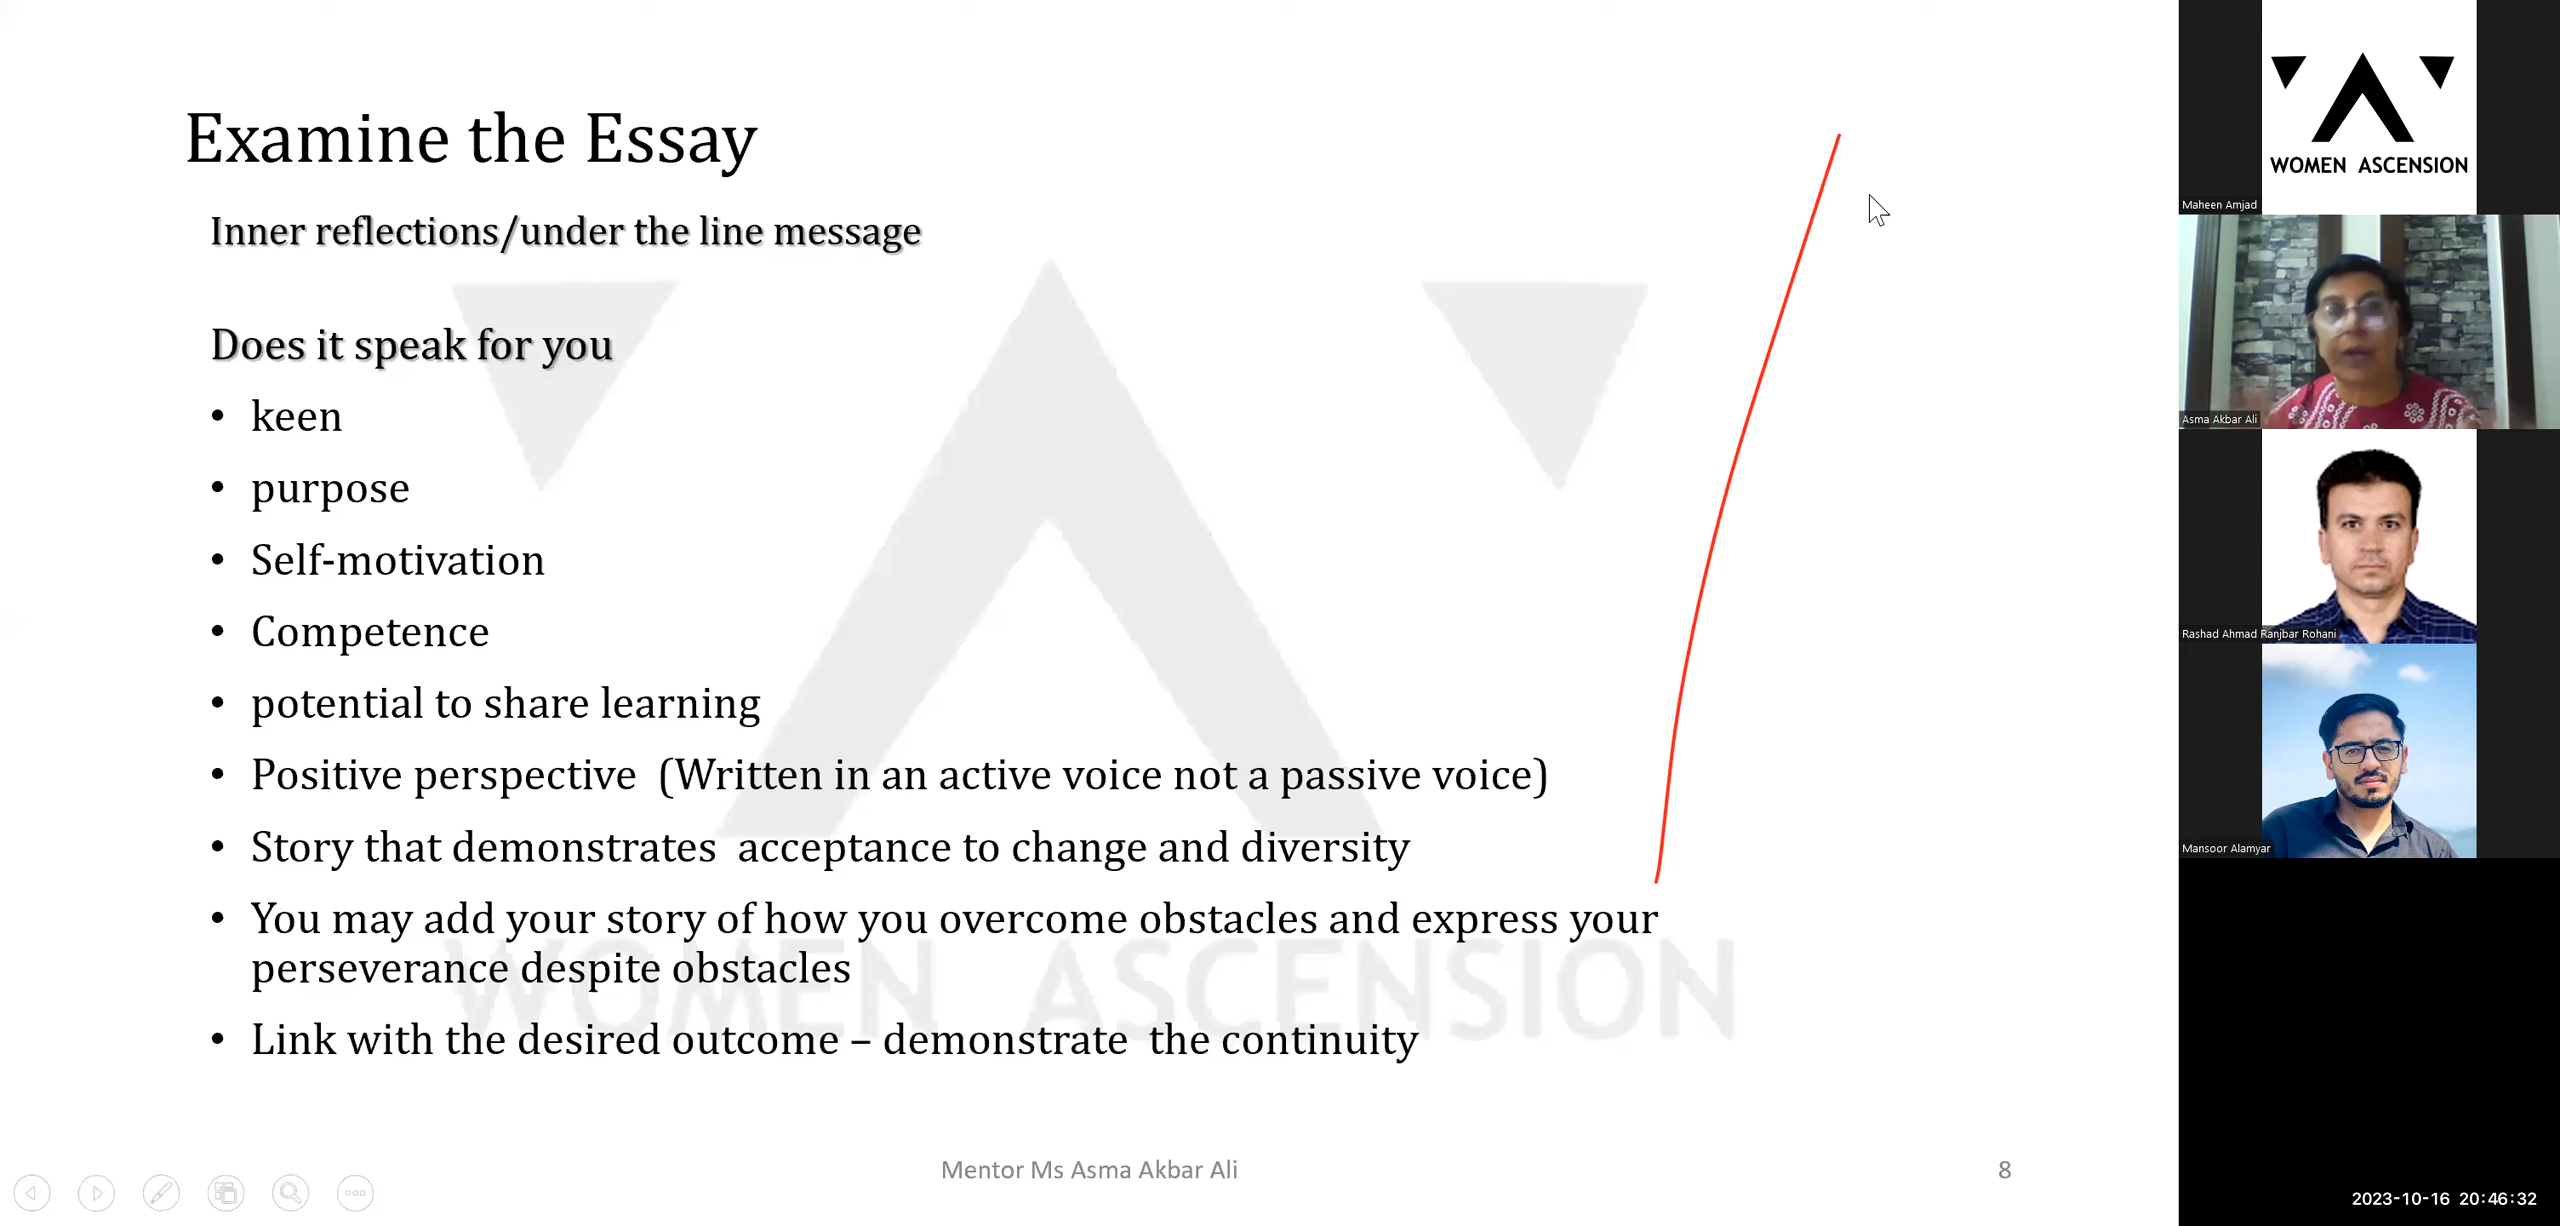 Examine the Essay
Inner reflections/under the line message
Does it speak for you
• keen
• purpose
• Self-motivation
• Competence
• potential to share learning
• Positive perspective  (Written in an active voice not a passive voice)
• Story that demonstrates  acceptance to change and diversity
• You may add your story of how you overcome obstacles and express your
perseverance despite obstacles
• Link with the desired outcome – demonstrate  the continuity
WOMEN ASCENSION
Mentor Ms Asma Akbar Ali
8
WOMEN ASCENSION
Maheen Amjad
Asma Akbar Ali
Rashad Ahmad Ranjbar Rohani
Mansoor Alamyar
2023-10-16 20:46:32